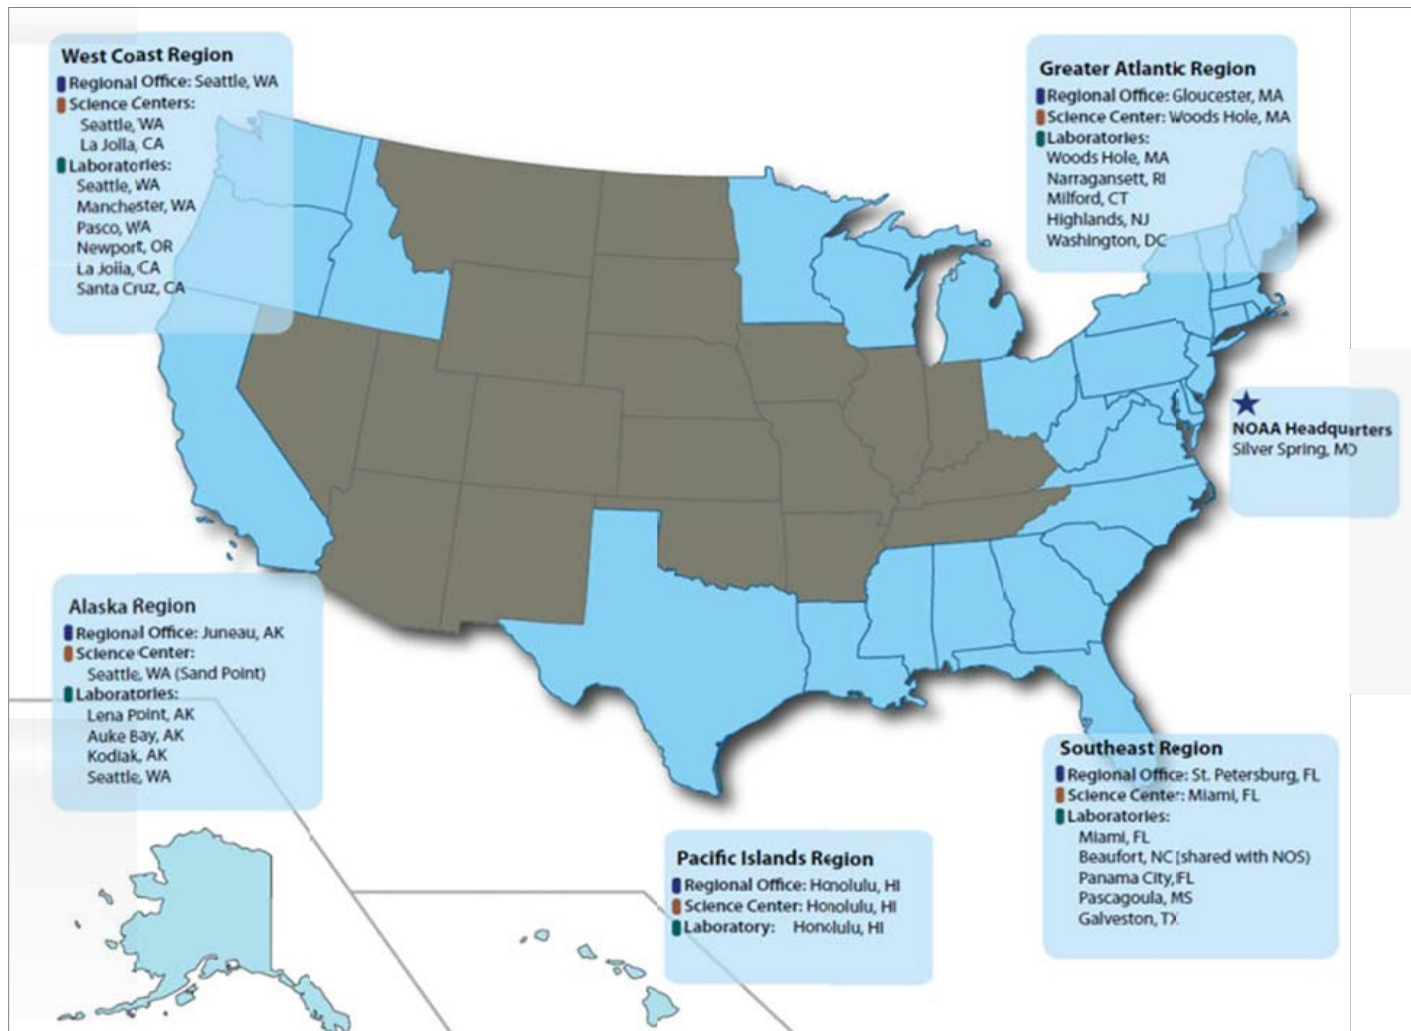 West Coast Region
Regional Office: Seattle, WA
Science Centers:
Seattle, WA
La Jolla, CA
Laboratories:
Seattle, WA
Manchester, WA
Pasco, WA
Newport, OR
La Jolla, CA
Santa Cruz, CA
Greater Atlantic Region
Regional Office: Gloucester, MA
Science Center: Woods Hole, MA
Laboratories:
Woods Hole, MA
Narragansett, RI
Milford, CT
Highlands, NJ
Washington, DC
NOAA Headquarters
Silver Spring, MD
Alaska Region
Regional Office: Juneau, AK
Science Center:
Seattle, WA (Sand Point)
Laboratories:
Lena Point, AK
Auke Bay, AK
Kodiak, AK
Seattle, WA
Pacific Islands Region
Regional Office: Honolulu, HI
Science Center: Honolulu, HI
Laboratory: Honolulu, HI
Southeast Region
Regional Office: St. Petersburg, FL
Science Center: Miami, FL
Laboratories:
Miami, FL
Beaufort, NC (shared with NOS)
Panama City, FL
Pascagoula, MS
Galveston, TX